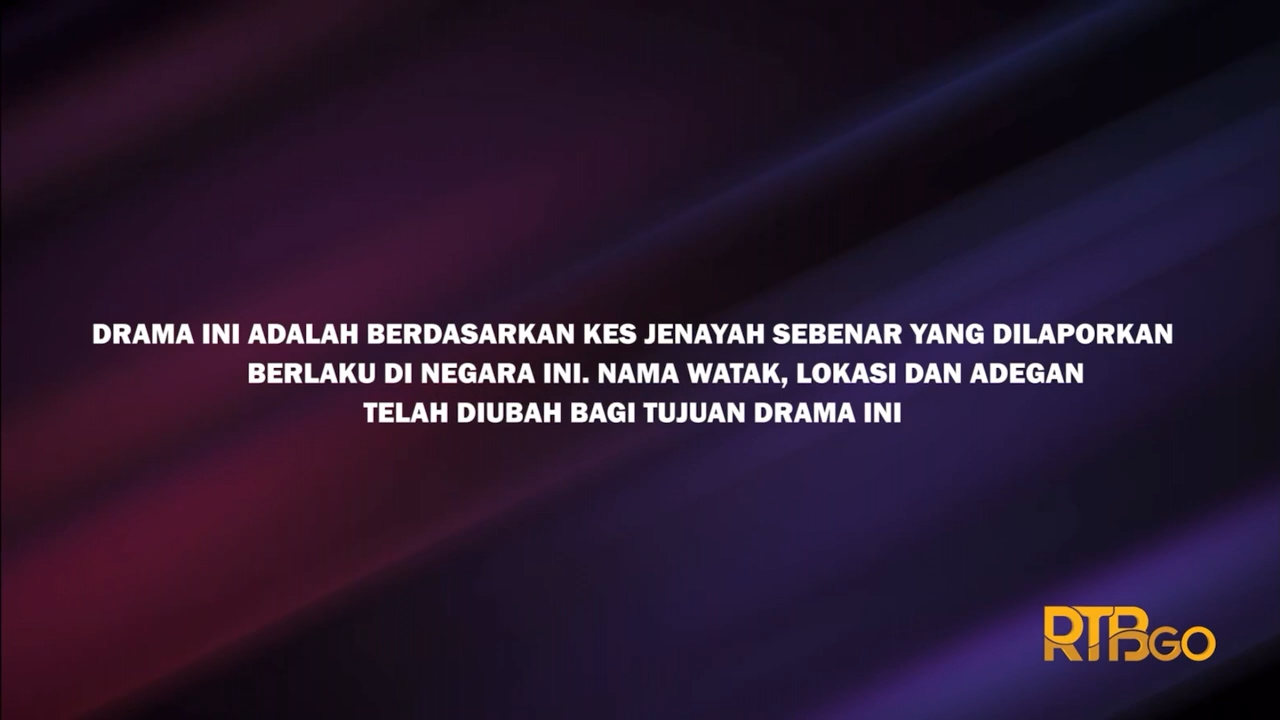 DRAMA INI ADALAH BERDASARKAN KES JENAYAH SEBENAR YANG DILAPORKAN
BERLAKU DI NEGARA INI. NAMA WATAK, LOKASI DAN ADEGAN
TELAH DIUBAH BAGI TUJUAN DRAMA INI
RTBGO